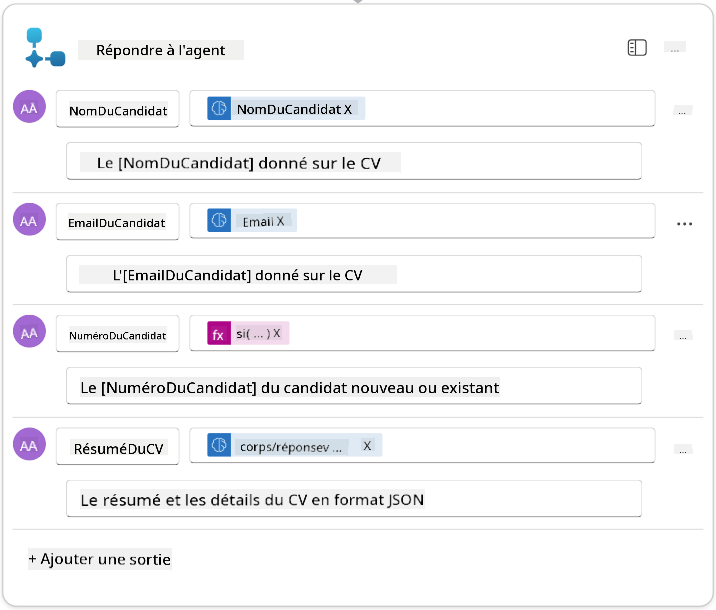 Répondre à l'agent
...
AA
NomDuCandidat
NomDuCandidat X
...
Le [NomDuCandidat] donné sur le CV
AA
EmailDuCandidat
Email X
...
L'[EmailDuCandidat] donné sur le CV
AA
NuméroDuCandidat
fx si( ... ) X
...
Le [NuméroDuCandidat] du candidat nouveau ou existant
AA
RésuméDuCV
corps/réponsev ... X
...
Le résumé et les détails du CV en format JSON
+ Ajouter une sortie